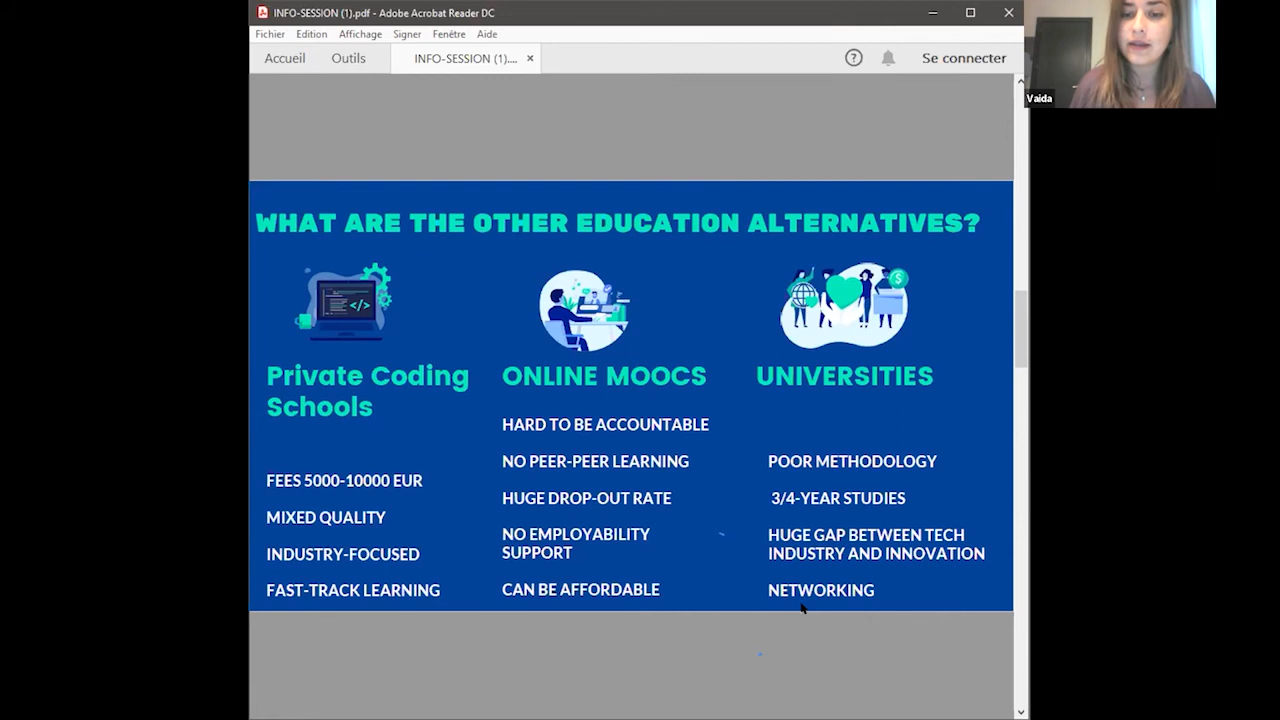 INFO-SESSION (1).pdf - Adobe Acrobat Reader DC
Fichier Edition Affichage Signer Fenêtre Aide
Accueil Outils INFO-SESSION (1).... × ? Se connecter
Vaida
WHAT ARE THE OTHER EDUCATION ALTERNATIVES?
</>
$
Private Coding
Schools
FEES 5000-10000 EUR
MIXED QUALITY
INDUSTRY-FOCUSED
FAST-TRACK LEARNING
ONLINE MOOCS
HARD TO BE ACCOUNTABLE
NO PEER-PEER LEARNING
HUGE DROP-OUT RATE
NO EMPLOYABILITY
SUPPORT
CAN BE AFFORDABLE
UNIVERSITIES
POOR METHODOLOGY
3/4-YEAR STUDIES
HUGE GAP BETWEEN TECH
INDUSTRY AND INNOVATION
NETWORKING